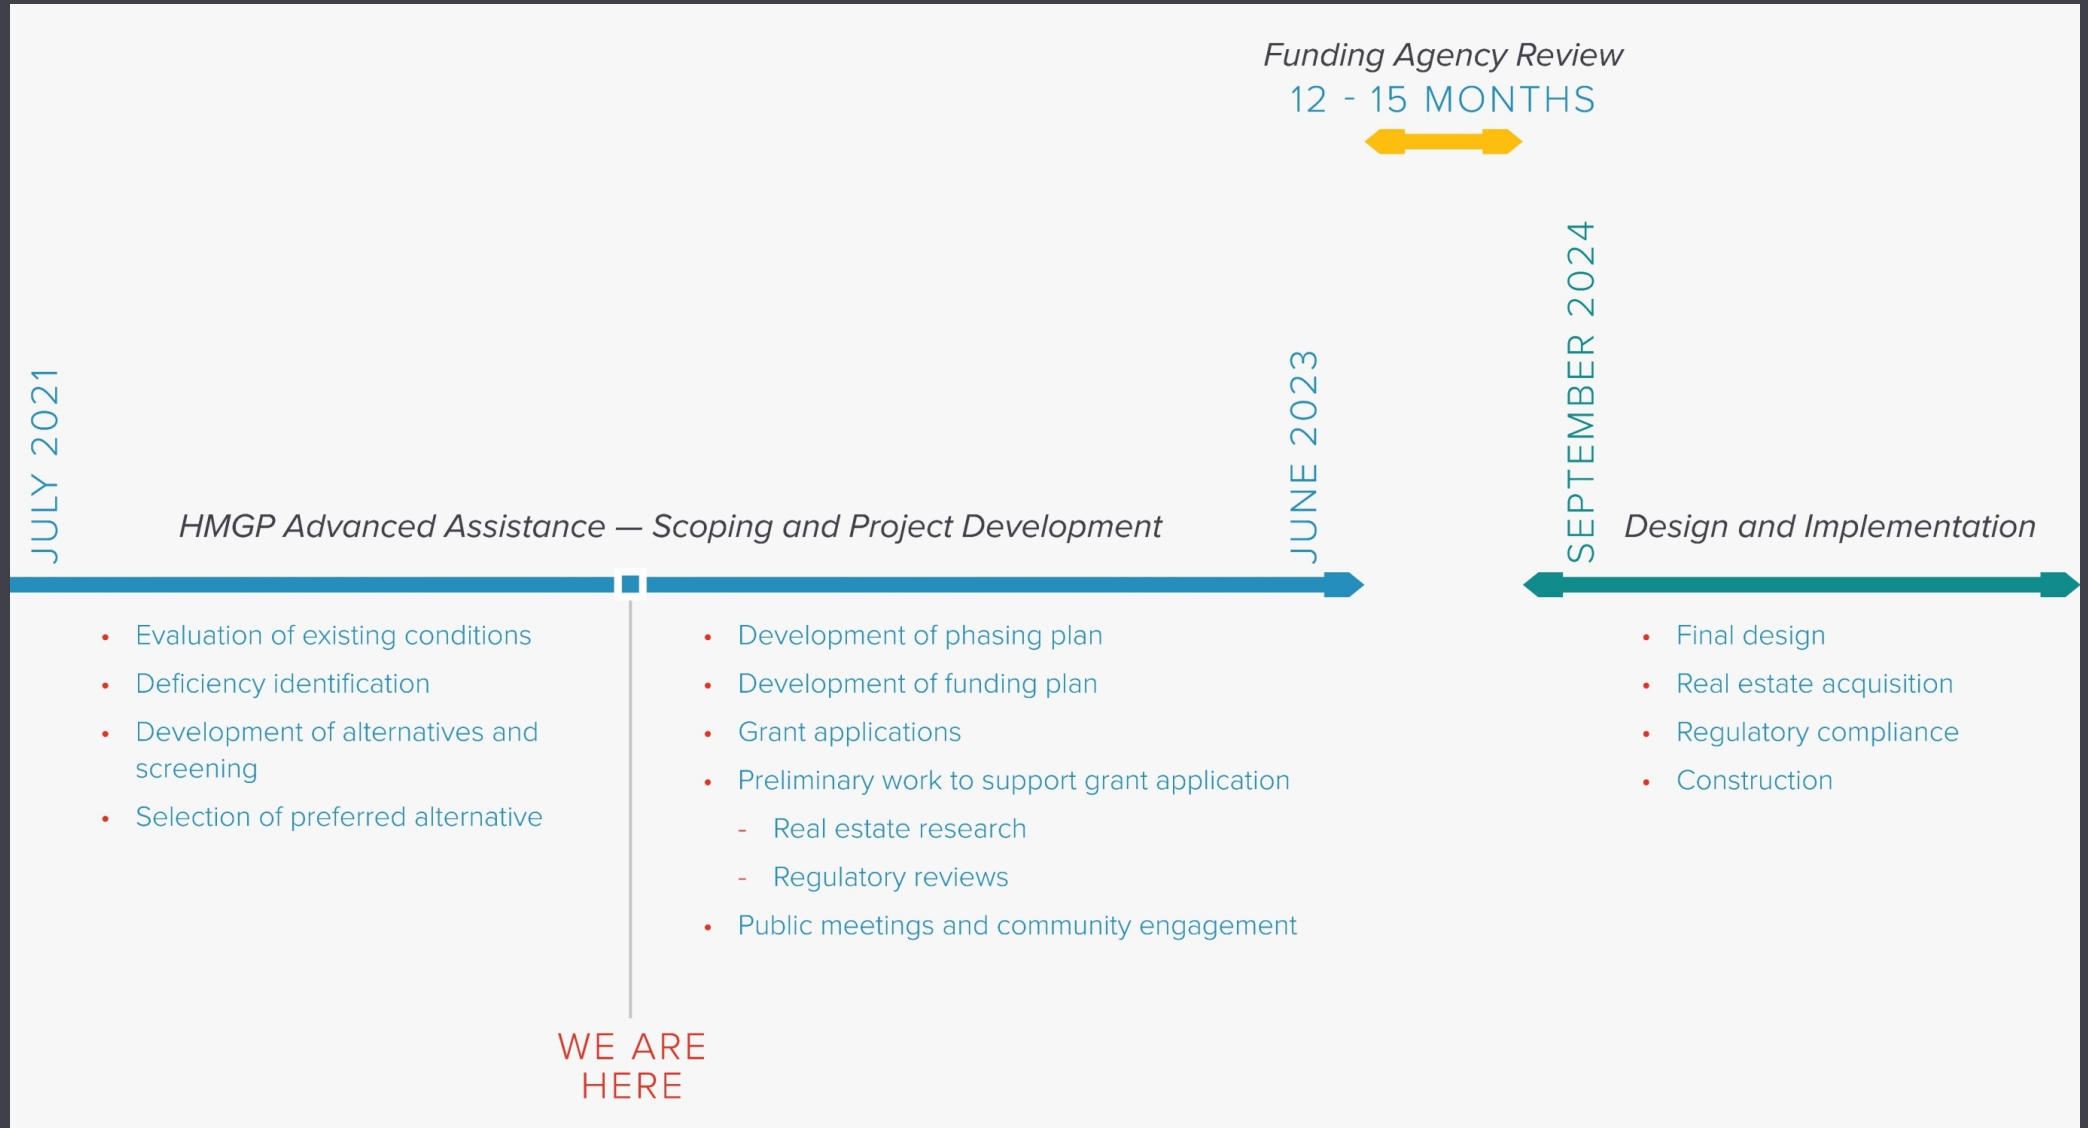 Funding Agency Review
12 - 15 MONTHS
JULY 2021
JUNE 2023
SEPTEMBER 2024
HMGP Advanced Assistance — Scoping and Project Development
Design and Implementation
• Evaluation of existing conditions
• Deficiency identification
• Development of alternatives and
screening
• Selection of preferred alternative
• Development of phasing plan
• Development of funding plan
• Grant applications
• Preliminary work to support grant application
- Real estate research
- Regulatory reviews
• Public meetings and community engagement
• Final design
• Real estate acquisition
• Regulatory compliance
• Construction
WE ARE
HERE